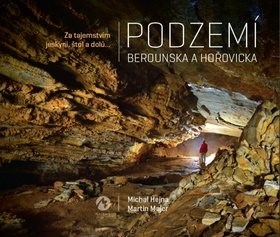 Za tajemstvím
jeskyní, štol a dolů...
PODZEMÍ
BEROUNSKA A HOŘOVICKA
Michal Hejna
Martin Majer